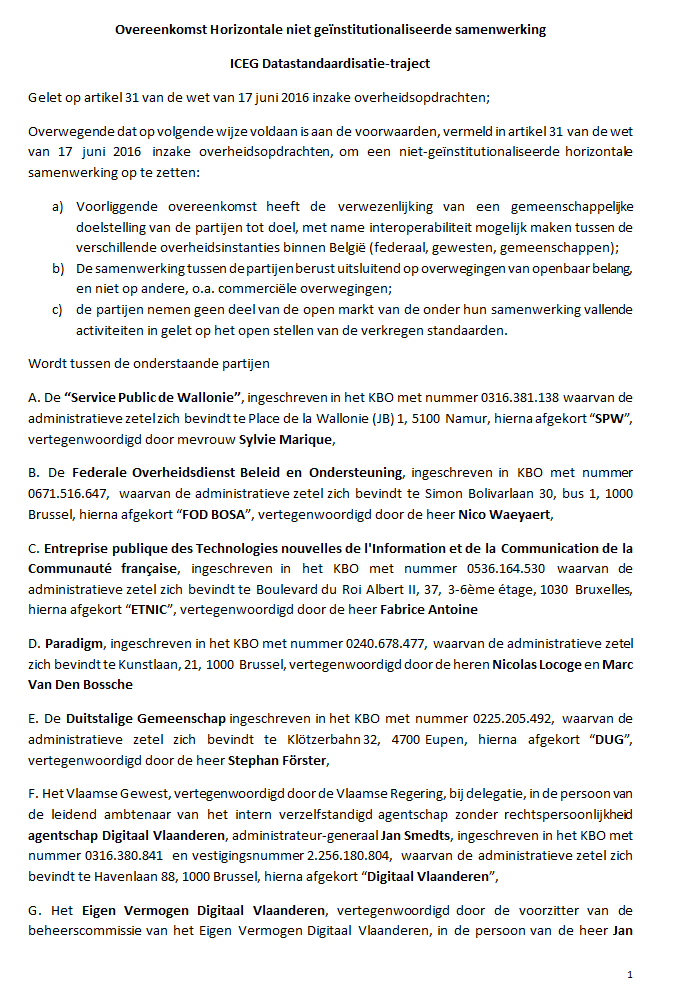 Overeenkomst Horizontale niet geïnstitutionaliseerde samenwerking
ICEG Datastandaardisatie-traject
Gelet op artikel 31 van de wet van 17 juni 2016 inzake overheidsopdrachten;
Overwegende dat op volgende wijze voldaan is aan de voorwaarden, vermeld in artikel 31 van de wet
van 17 juni 2016 inzake overheidsopdrachten, om een niet-geïnstitutionaliseerde horizontale
samenwerking op te zetten:
a) Voorliggende overeenkomst heeft de verwezenlijking van een gemeenschappelijke
doelstelling van de partijen tot doel, met name interoperabiliteit mogelijk maken tussen de
verschillende overheidsinstanties binnen België (federaal, gewesten, gemeenschappen);
b) De samenwerking tussen de partijen berust uitsluitend op overwegingen van openbaar belang,
en niet op andere, o.a. commerciële overwegingen;
c) de partijen nemen geen deel van de open markt van de onder hun samenwerking vallende
activiteiten in gelet op het open stellen van de verkregen standaarden.
Wordt tussen de onderstaande partijen
A. De “Service Public de Wallonie”, ingeschreven in het KBO met nummer 0316.381.138 waarvan de
administratieve zetel zich bevindt te Place de la Wallonie (JB) 1, 5100 Namur, hierna afgekort “SPW”,
vertegenwoordigd door mevrouw Sylvie Marique,
B. De Federale Overheidsdienst Beleid en Ondersteuning, ingeschreven in KBO met nummer
0671.516.647, waarvan de administratieve zetel zich bevindt te Simon Bolivarlaan 30, bus 1, 1000
Brussel, hierna afgekort “FOD BOSA”, vertegenwoordigd door de heer Nico Waeyaert,
C. Entreprise publique des Technologies nouvelles de l'Information et de la Communication de la
Communauté française, ingeschreven in het KBO met nummer 0536.164.530 waarvan de
administratieve zetel zich bevindt te Boulevard du Roi Albert II, 37, 3-6ème étage, 1030 Bruxelles,
hierna afgekort “ETNIC”, vertegenwoordigd door de heer Fabrice Antoine
D. Paradigm, ingeschreven in het KBO met nummer 0240.678.477, waarvan de administratieve zetel
zich bevindt te Kunstlaan, 21, 1000 Brussel, vertegenwoordigd door de heren Nicolas Locoge en Marc
Van Den Bossche
E. De Duitstalige Gemeenschap ingeschreven in het KBO met nummer 0225.205.492, waarvan de
administratieve zetel zich bevindt te Klötzerbahn 32, 4700 Eupen, hierna afgekort “DUG”,
vertegenwoordigd door de heer Stephan Förster,
F. Het Vlaamse Gewest, vertegenwoordigd door de Vlaamse Regering, bij delegatie, in de persoon van
de leidend ambtenaar van het intern verzelfstandigd agentschap zonder rechtspersoonlijkheid
agentschap Digitaal Vlaanderen, administrateur-generaal Jan Smedts, ingeschreven in het KBO met
nummer 0316.380.841 en vestigingsnummer 2.256.180.804, waarvan de administratieve zetel zich
bevindt te Havenlaan 88, 1000 Brussel, hierna afgekort “Digitaal Vlaanderen”,
G. Het Eigen Vermogen Digitaal Vlaanderen, vertegenwoordigd door de voorzitter van de
beheerscommissie van het Eigen Vermogen Digitaal Vlaanderen, in de persoon van de heer Jan
1